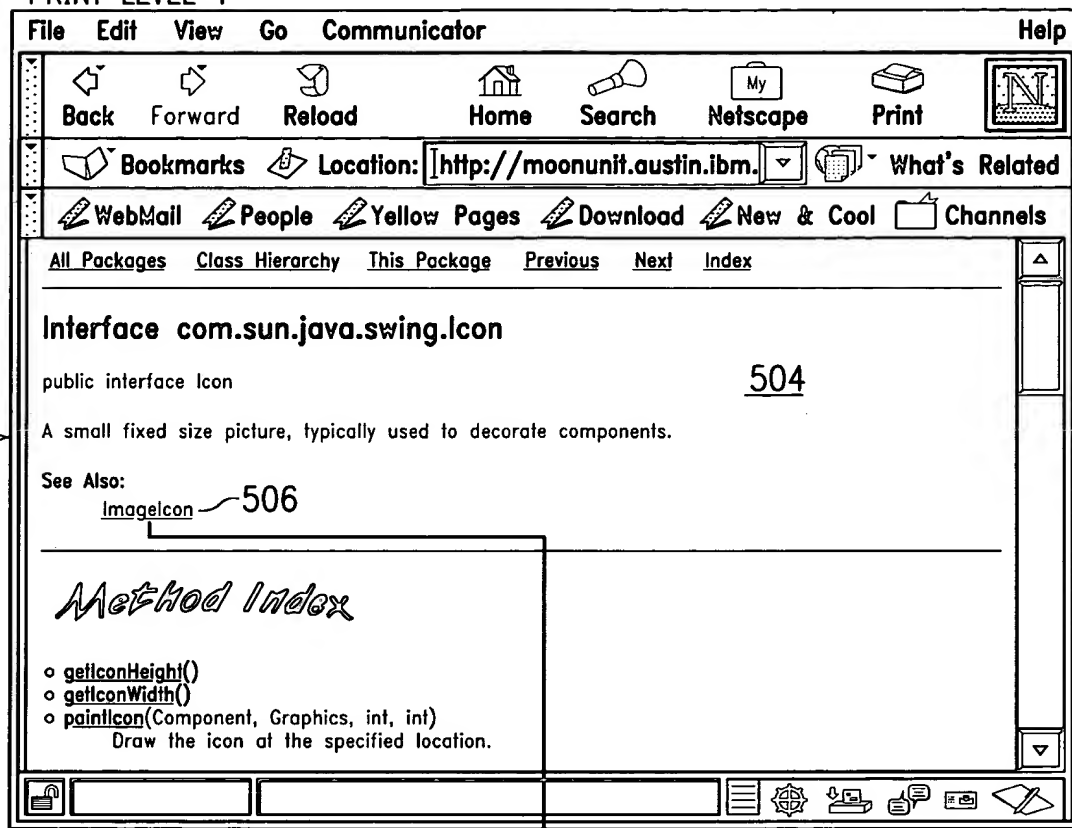 File Edit View Go Communicator Help
Back Forward Reload Home Search My Netscape Print N
Bookmarks Location: http://moonunit.austin.ibm. What's Related
WebMail People Yellow Pages Download New & Cool Channels
All Packages Class Hierarchy This Package Previous Next Index
Interface com.sun.java.swing.Icon
public interface Icon 504
A small fixed size picture, typically used to decorate components.
See Also:
ImageIcon 506
Method Index
o getIconHeight()
o getIconWidth()
o paintIcon(Component, Graphics, int, int)
Draw the icon at the specified location.